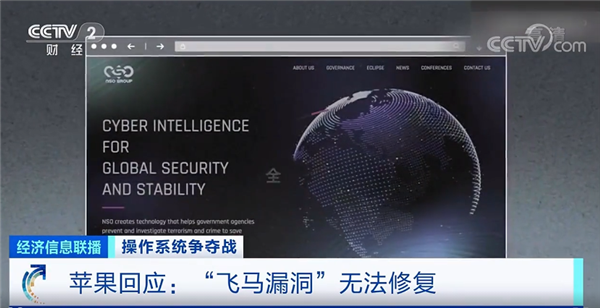 CCTV 2
财经
CCTV.com
NSO GROUP
ABOUT US GOVERNANCE ECLIPSE NEWS CONFERENCES CONTACT US
CYBER INTELLIGENCE
FOR
GLOBAL SECURITY
AND STABILITY
全
NSO creates technology that helps government agencies
prevent and investigate terrorism and crime to save
经济信息联播
操作系统争夺战
苹果回应：“飞马漏洞”无法修复